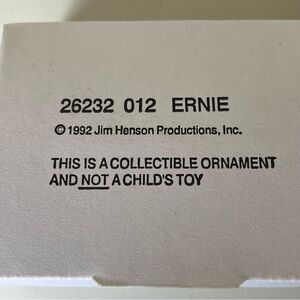 26232 012 ERNIE
© 1992 Jim Henson Productions, Inc.
THIS IS A COLLECTIBLE ORNAMENT
AND NOT A CHILD'S TOY